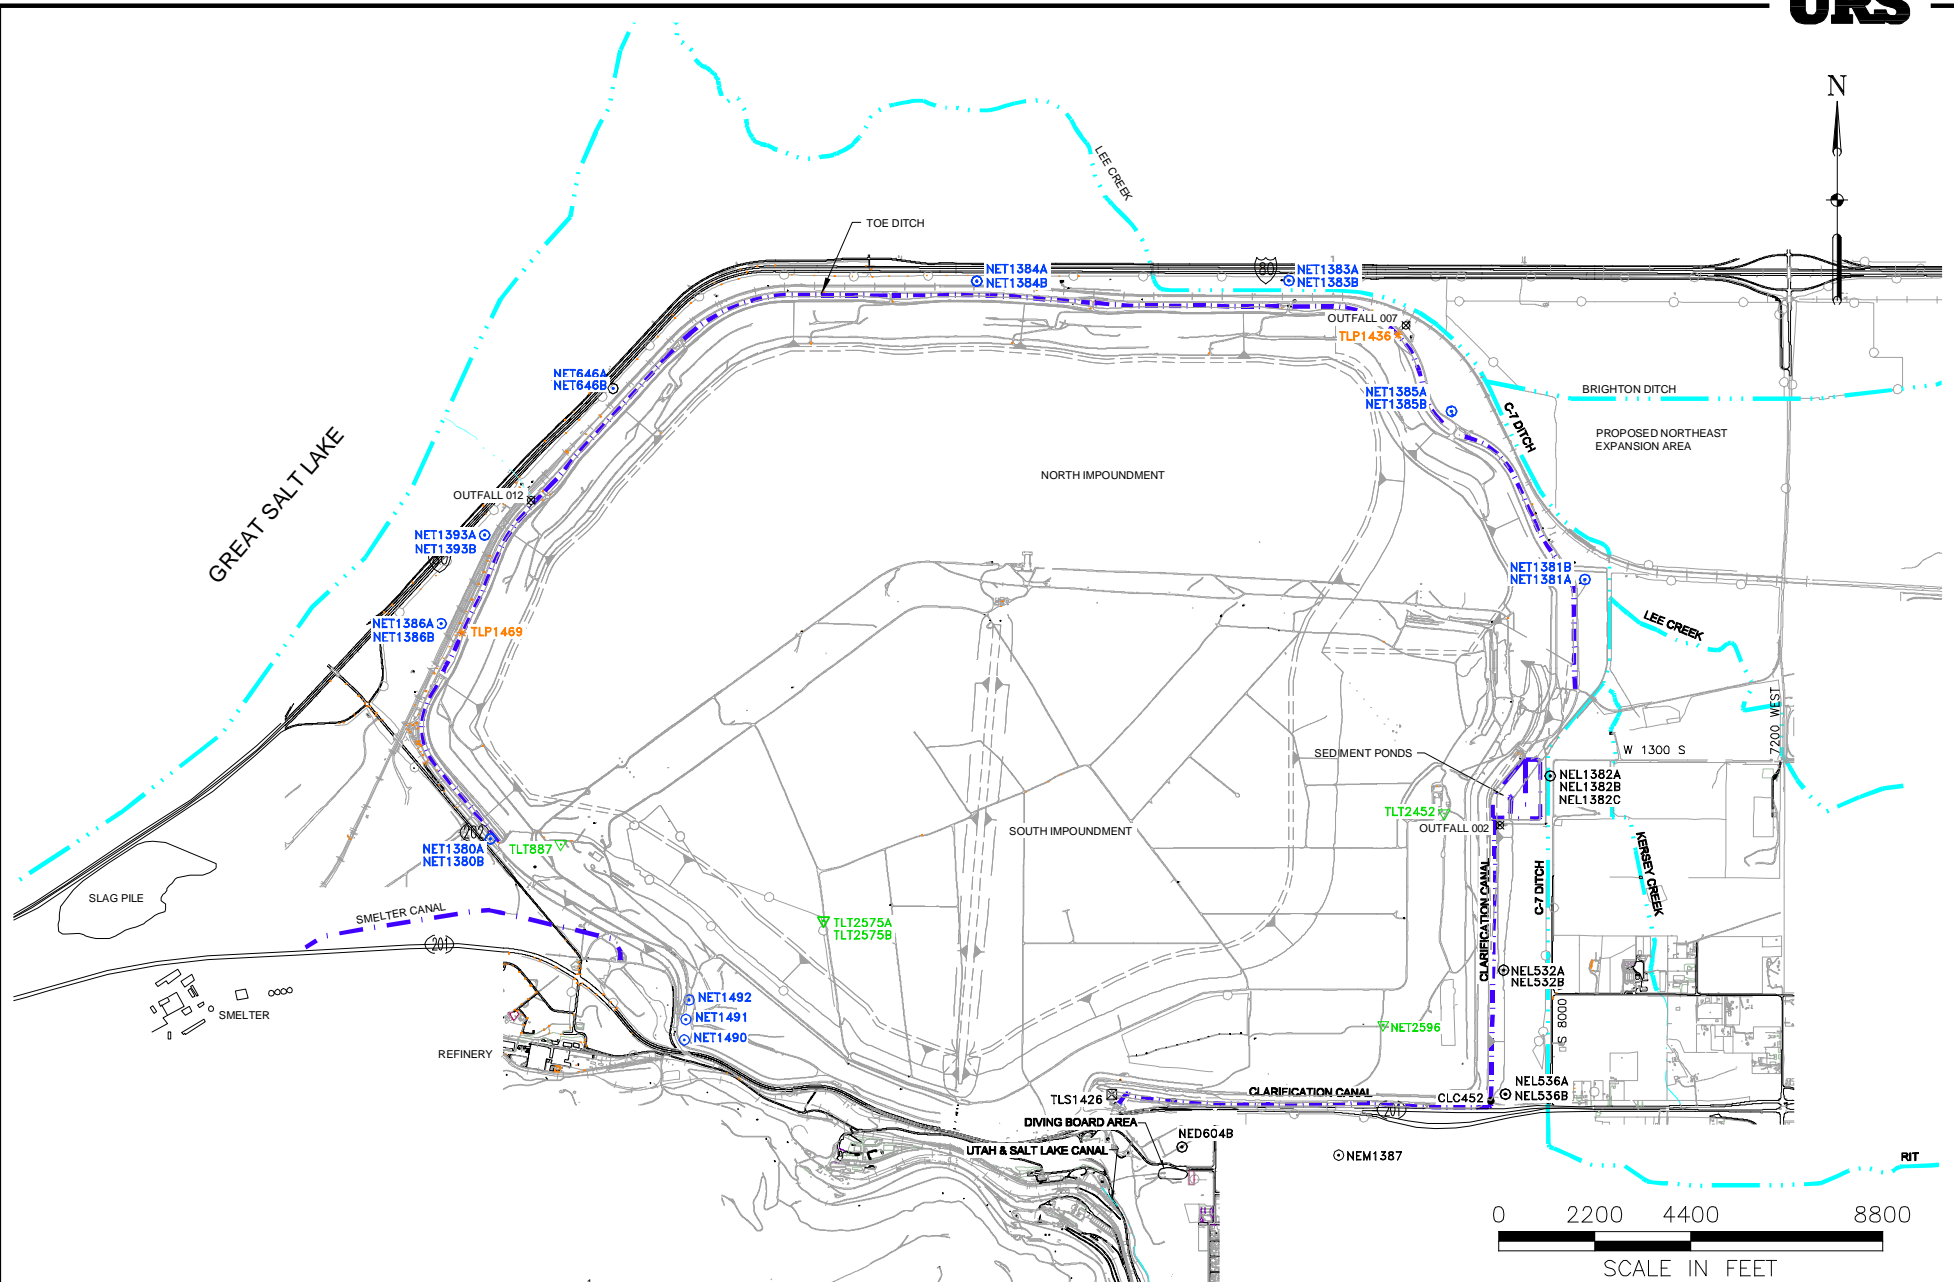 URS
N
LEE CREEK
TOE DITCH
NET1384A
NET1384B
80
NET1383A
NET1383B
OUTFALL 007
TLP1436
NET646A
NET646B
NET1385A
NET1385B
BRIGHTON DITCH
C-7 DITCH
PROPOSED NORTHEAST
EXPANSION AREA
GREAT SALT LAKE
NORTH IMPOUNDMENT
OUTFALL 012
NET1393A
NET1393B
NET1381B
NET1381A
NET1386A
NET1386B
TLP1469
LEE CREEK
7200 WEST
W 1300 S
SEDIMENT PONDS
NEL1382A
NEL1382B
NEL1382C
TLT2452
OUTFALL 002
SOUTH IMPOUNDMENT
202
NET1380A
NET1380B
TLT887
KERSEY CREEK
C-7 DITCH
CLARIFICATION CANAL
SLAG PILE
SMELTER CANAL
201
TLT2575A
TLT2575B
NEL532A
NEL532B
NET1492
NET1491
NET1490
SMELTER
REFINERY
NET2596
S 8000
NEL536A
NEL536B
TLS1426
CLARIFICATION CANAL
CLC452
201
DIVING BOARD AREA
NED604B
UTAH & SALT LAKE CANAL
NEM1387
RIT
0 2200 4400 8800
SCALE IN FEET